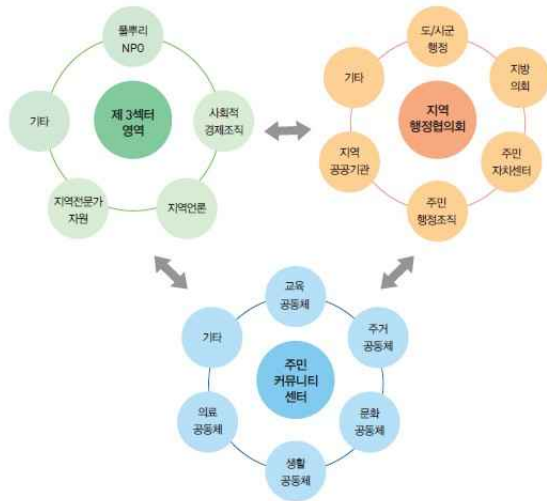 풀뿌리
NPO
제 3섹터
영역
사회적
경제조직
지역언론
지역전문가
자원
기타
도/시군
행정
지방
의회
지역
행정협의회
주민
자치센터
주민
행정조직
지역
공공기관
기타
교육
공동체
주거
공동체
주민
커뮤니티
센터
문화
공동체
생활
공동체
의료
공동체
기타